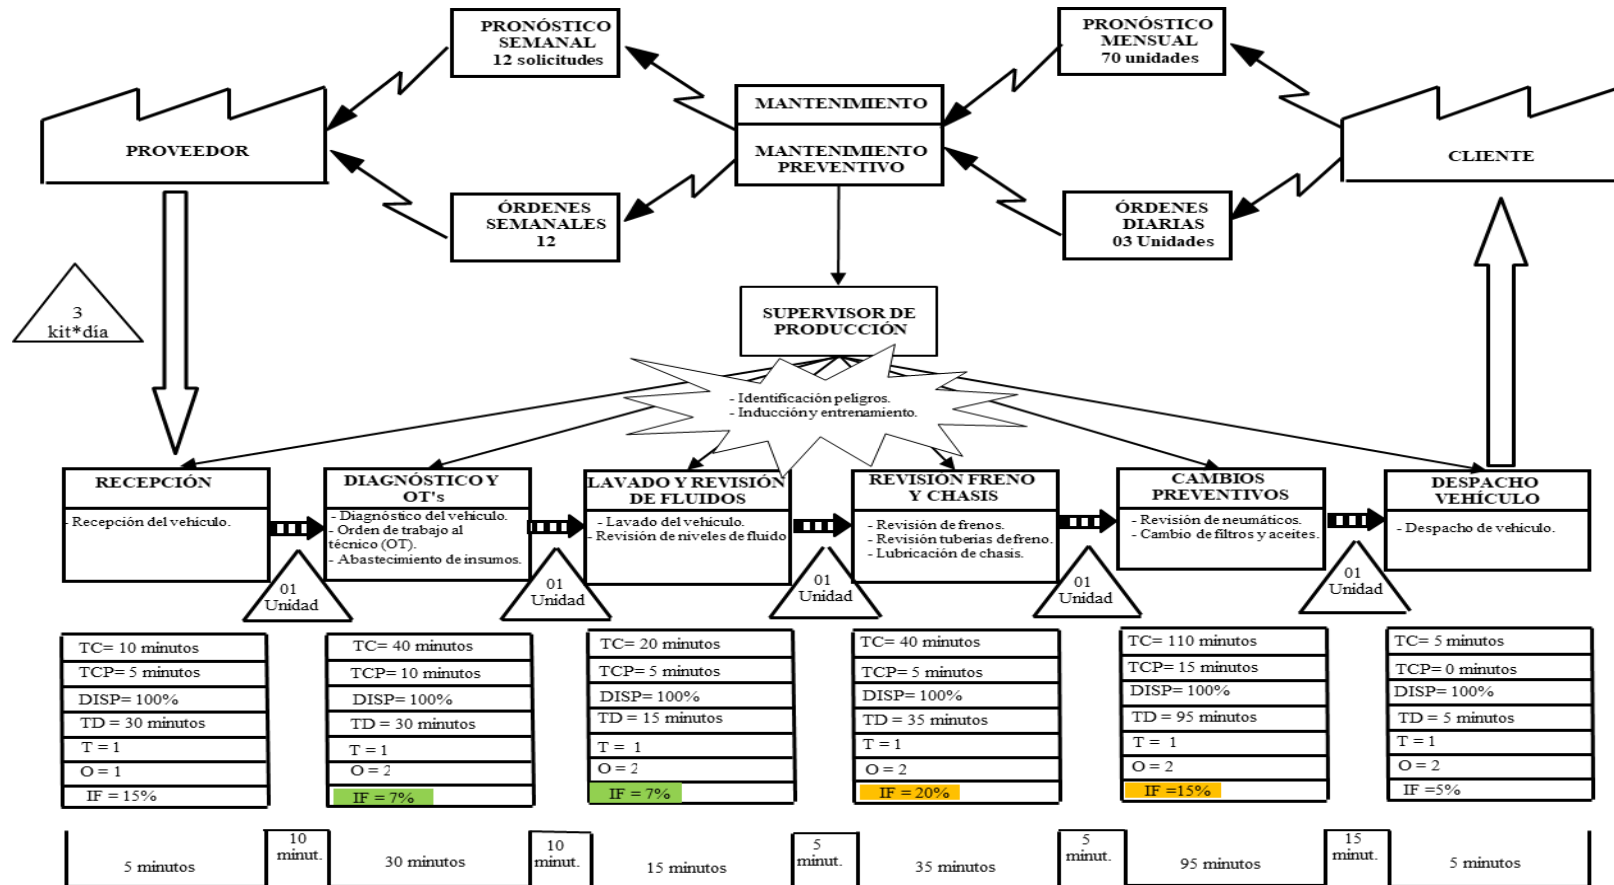 PRONÓSTICO
SEMANAL
12 solicitudes
PRONÓSTICO
MENSUAL
70 unidades
MANTENIMIENTO
MANTENIMIENTO
PREVENTIVO
PROVEEDOR
CLIENTE
ÓRDENES
SEMANALES
12
ÓRDENES
DIARIAS
03 Unidades
3
kit*día
SUPERVISOR DE
PRODUCCIÓN
- Identificación peligros.
- Inducción y entrenamiento.
RECEPCIÓN
- Recepción del vehiculo.
DIAGNÓSTICO Y
OT's
- Diagnóstico del vehiculo.
- Orden de trabajo al
técnico (OT).
- Abastecimiento de insumos.
LAVADO Y REVISIÓN
DE FLUIDOS
- Lavado del vehiculo.
- Revisión de niveles de fluido
REVISIÓN FRENO
Y CHASIS
- Revisión de frenos.
- Revisión tuberias de freno.
- Lubricación de chasis.
CAMBIOS
PREVENTIVOS
- Revisión de neumáticos.
- Cambio de filtros y aceites.
DESPACHO
VEHÍCULO
- Despacho de vehiculo.
01
Unidad
01
Unidad
01
Unidad
01
Unidad
01
Unidad
TC= 10 minutos
TCP= 5 minutos
DISP= 100%
TD = 30 minutos
T = 1
O = 1
IF = 15%
TC= 40 minutos
TCP= 10 minutos
DISP= 100%
TD = 30 minutos
T = 1
O = 2
IF = 7%
TC= 20 minutos
TCP= 5 minutos
DISP= 100%
TD = 15 minutos
T = 1
O = 2
IF = 7%
TC= 40 minutos
TCP= 5 minutos
DISP= 100%
TD = 35 minutos
T = 1
O = 2
IF = 20%
TC= 110 minutos
TCP= 15 minutos
DISP= 100%
TD = 95 minutos
T = 1
O = 2
IF =15%
TC= 5 minutos
TCP= 0 minutos
DISP= 100%
TD = 5 minutos
T = 1
O = 2
IF =5%
5 minutos
10
minut.
30 minutos
10
minut.
15 minutos
5
minut.
35 minutos
5
minut.
95 minutos
15
minut.
5 minutos